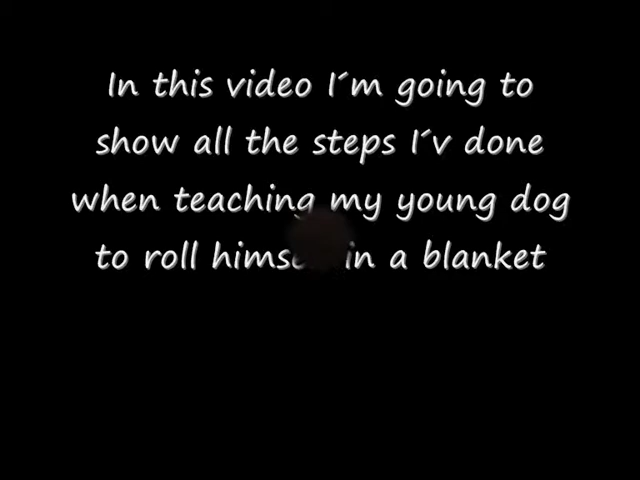 In this video I´m going to
show all the steps I´v done
when teaching my young dog
to roll in a blanket